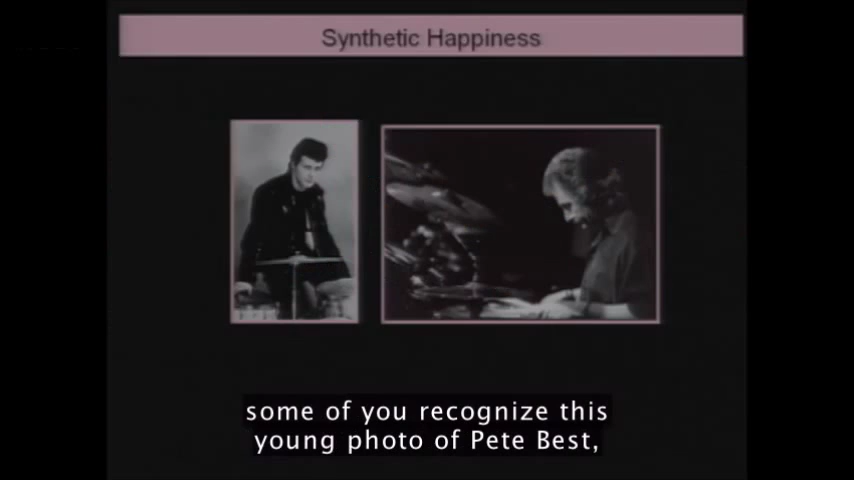 Synthetic Happiness
some of you recognize this
young photo of Pete Best,